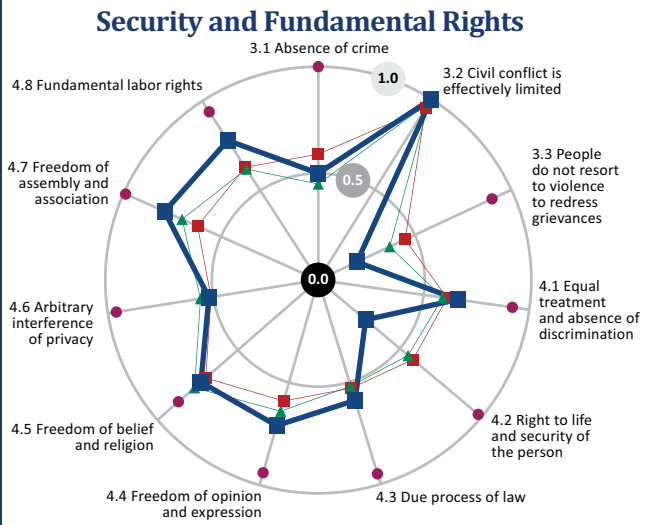 Security and Fundamental Rights
3.1 Absence of crime
1.0
3.2 Civil conflict is
effectively limited
4.8 Fundamental labor rights
3.3 People
do not resort
to violence
to redress
grievances
4.7 Freedom of
assembly and
association
0.5
0.0
4.1 Equal
treatment
and absence of
discrimination
4.6 Arbitrary
interference
of privacy
4.2 Right to life
and security of
the person
4.5 Freedom of belief
and religion
4.4 Freedom of opinion
and expression
4.3 Due process of law